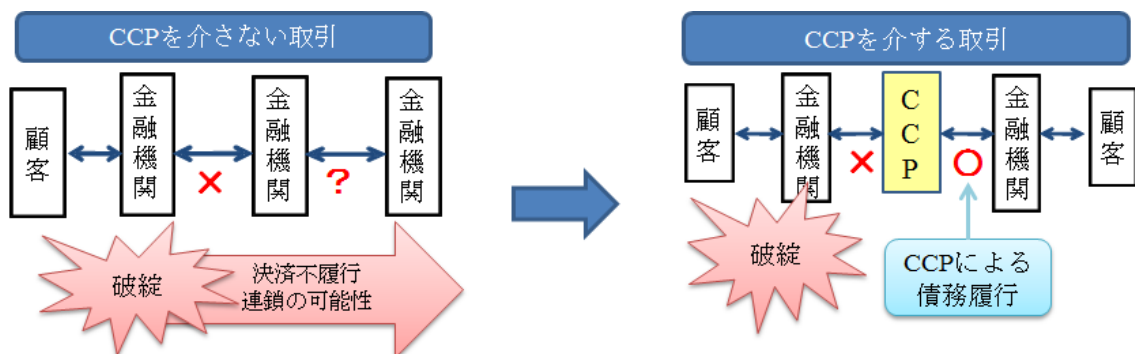 CCPを介さない取引
顧客
金融機関
×
金融機関
?
金融機関
破綻
決済不履行
連鎖の可能性
CCPを介する取引
顧客
金融機関
×
CCP
○
金融機関
顧客
破綻
CCPによる
債務履行